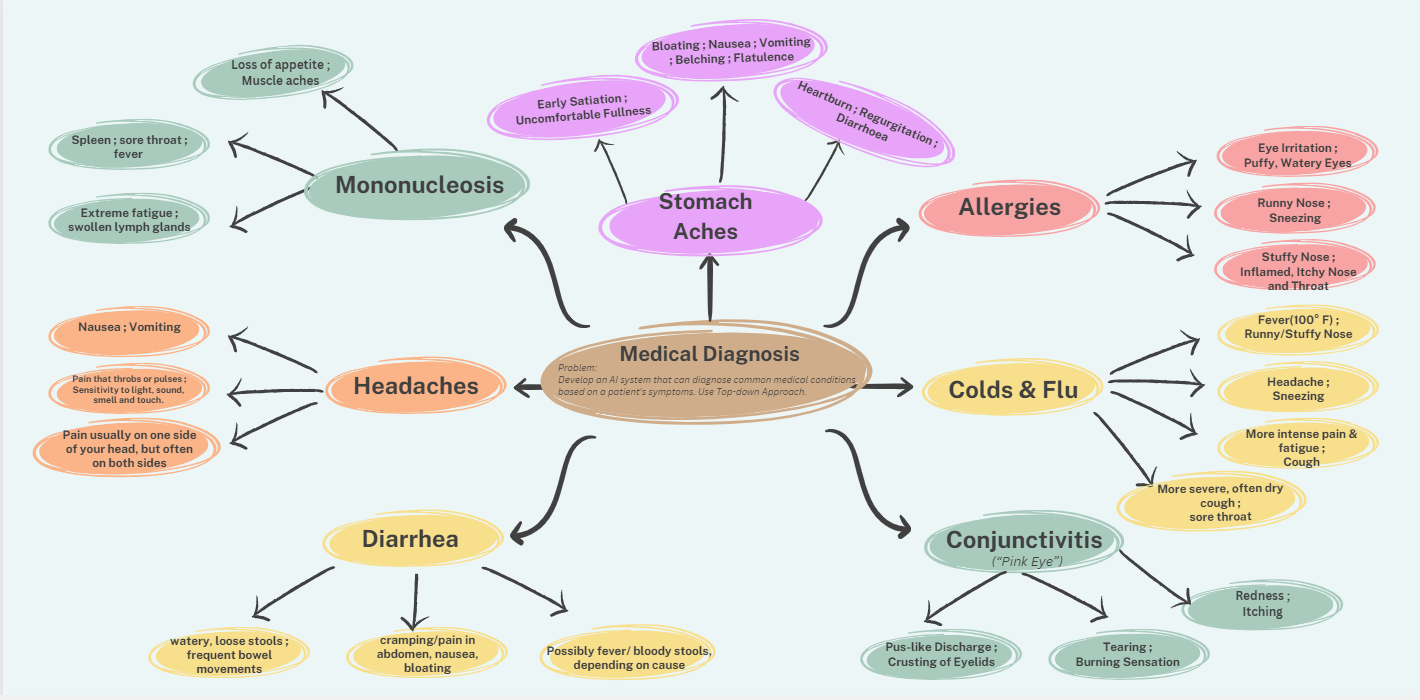 Loss of appetite ;
Muscle aches
Spleen ; sore throat ;
fever
Extreme fatigue ;
swollen lymph glands
Mononucleosis
Early Satiation ;
Uncomfortable Fullness
Bloating ; Nausea ; Vomiting
; Belching ; Flatulence
Heartburn ; Regurgitation ;
Diarrhoea
Stomach
Aches
Allergies
Eye Irritation ;
Puffy, Watery Eyes
Runny Nose ;
Sneezing
Stuffy Nose ;
Inflamed, Itchy Nose
and Throat
Medical Diagnosis
Problem:
Develop an AI system that can diagnose common medical conditions
based on a patient's symptoms. Use Top-down Approach.
Nausea ; Vomiting
Pain that throbs or pulses ;
Sensitivity to light, sound,
smell and touch.
Pain usually on one side
of your head, but often
on both sides
Headaches
Colds & Flu
Fever(100° F) ;
Runny/Stuffy Nose
Headache ;
Sneezing
More intense pain &
fatigue ;
Cough
More severe, often dry
cough ;
sore throat
Diarrhea
watery, loose stools ;
frequent bowel
movements
cramping/pain in
abdomen, nausea,
bloating
Possibly fever/ bloody stools,
depending on cause
Conjunctivitis
(“Pink Eye”)
Pus-like Discharge ;
Crusting of Eyelids
Tearing ;
Burning Sensation
Redness ;
Itching